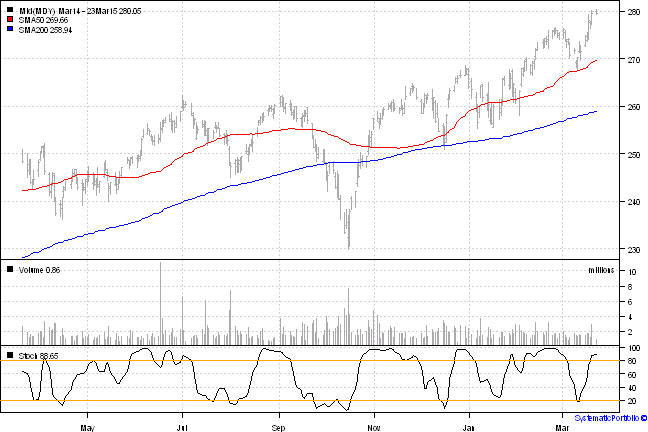 Mid(MDY) Mar14 - 23Mar15 280.05
SMA50 269.66
SMA200 258.94
280
270
260
250
240
230
Volume 0.86
millions
10
8
6
4
2
Stoch 88.65
100
80
60
40
20
May
Jul
Sep
Nov
Jan
Mar
SystematicPortfolio ©